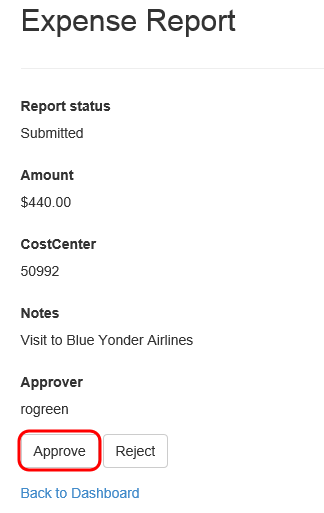 Expense Report
Report status
Submitted
Amount
$440.00
CostCenter
50992
Notes
Visit to Blue Yonder Airlines
Approver
rogreen
Approve Reject
Back to Dashboard